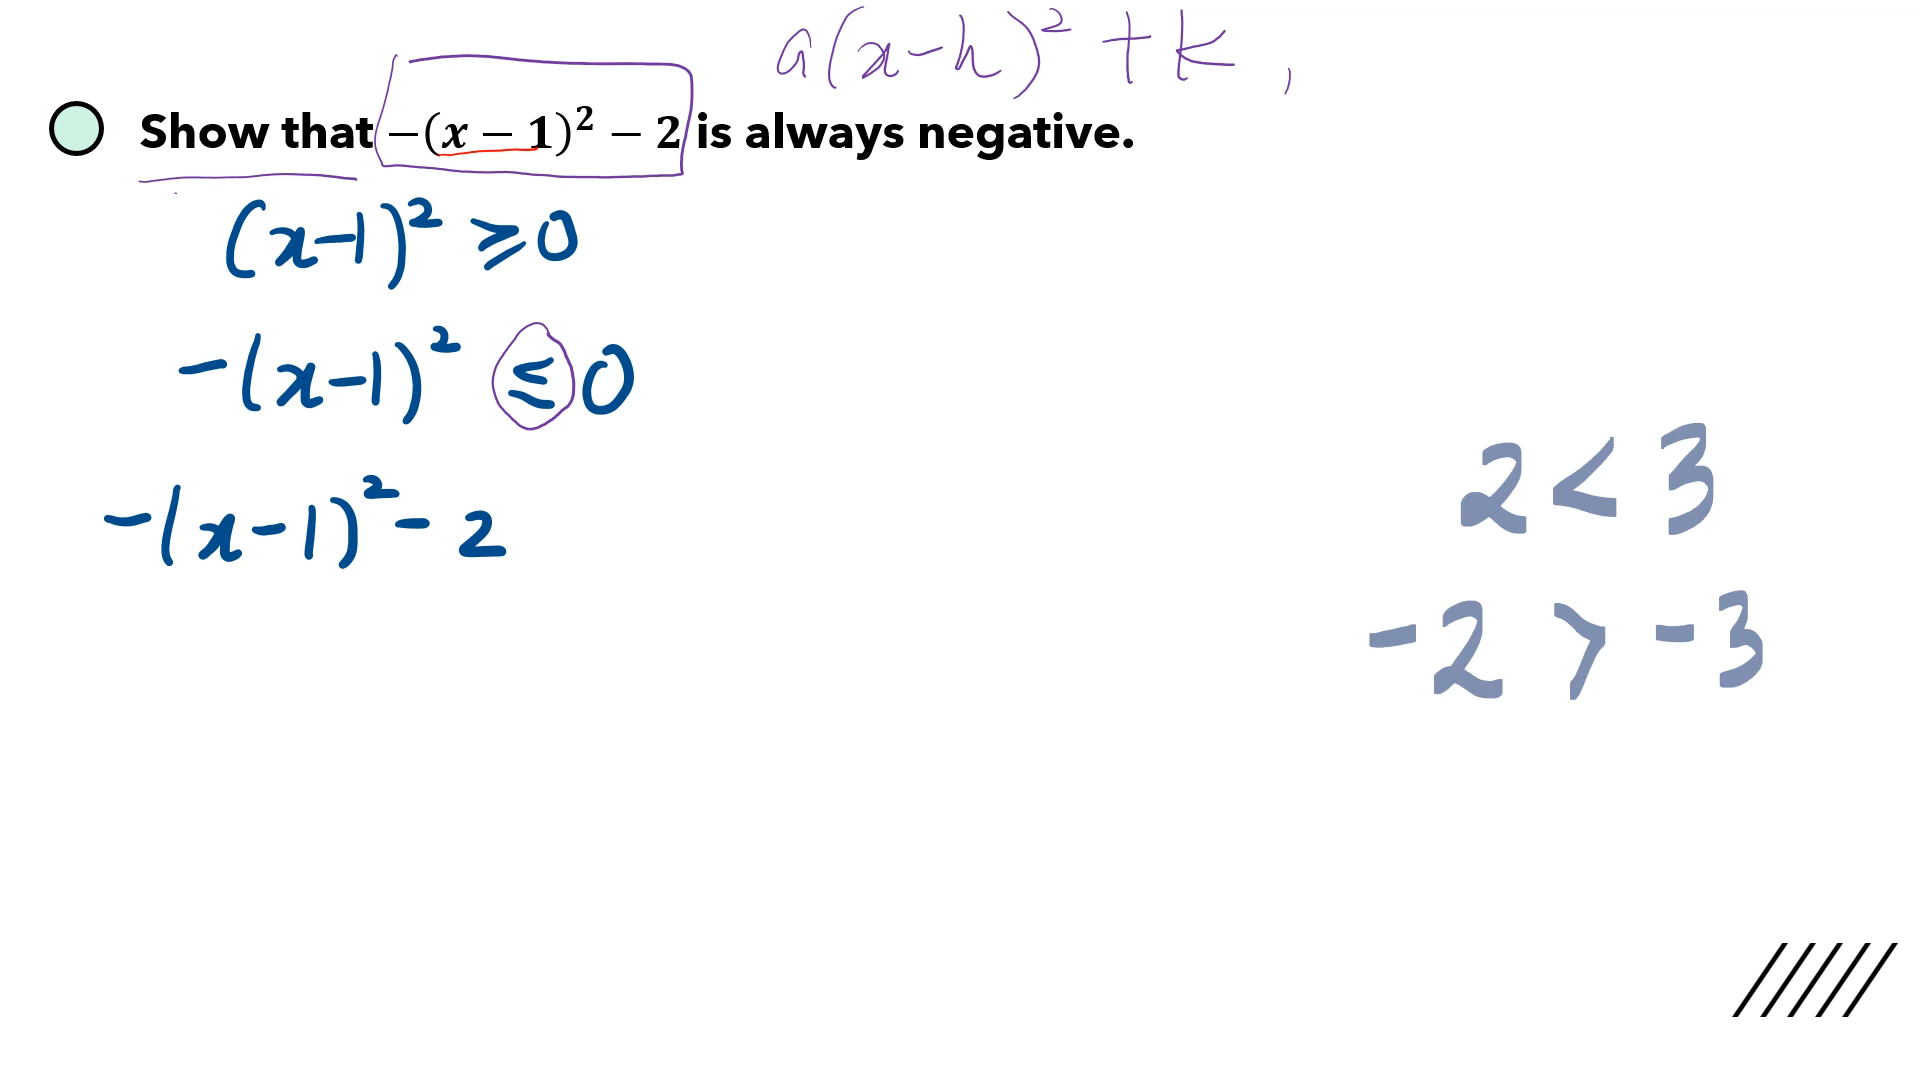 a(x-h)² + k,
Show that −(x − 1)² − 2 is always negative.
(x-1)² ≥ 0
-(x-1)² ≤ 0
-(x-1)² - 2
2 < 3
-2 > -3